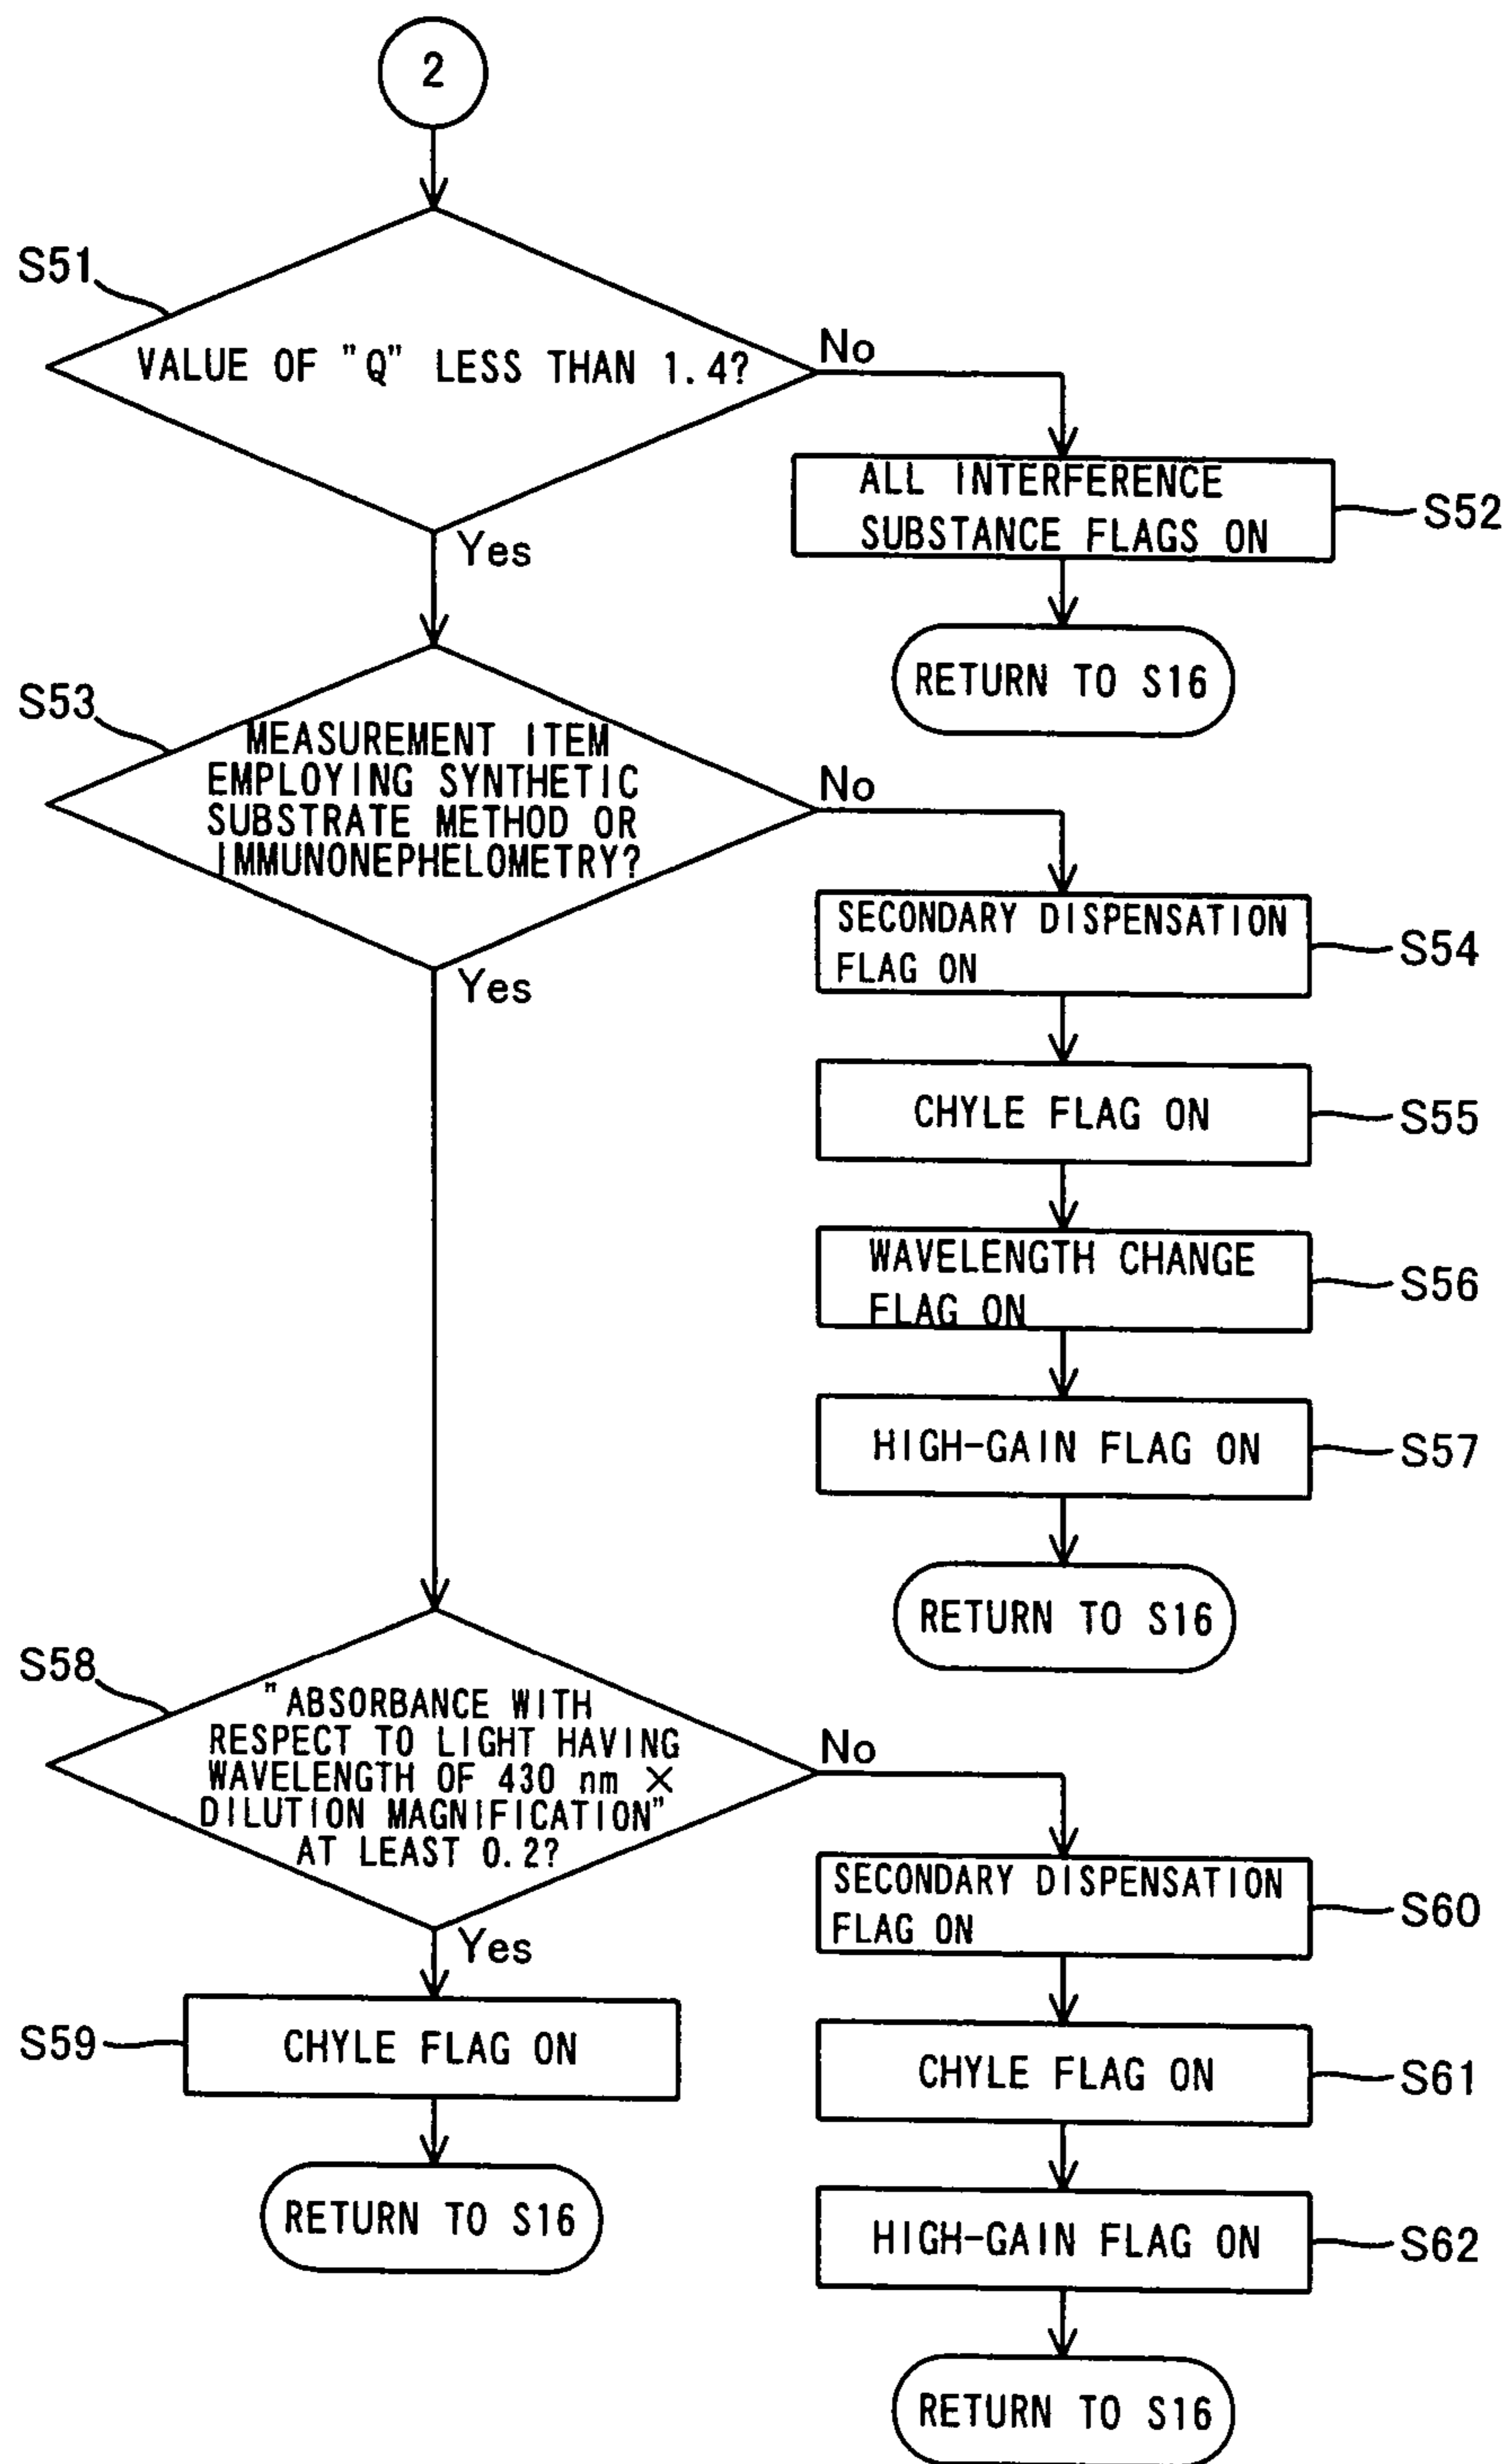 2
S51
VALUE OF "Q" LESS THAN 1.4?
No
Yes
ALL INTERFERENCE
SUBSTANCE FLAGS ON
S52
RETURN TO S16
S53
MEASUREMENT ITEM
EMPLOYING SYNTHETIC
SUBSTRATE METHOD OR
IMMUNONEPHELOMETRY?
No
Yes
SECONDARY DISPENSATION
FLAG ON
S54
CHYLE FLAG ON
S55
WAVELENGTH CHANGE
FLAG ON
S56
HIGH-GAIN FLAG ON
S57
RETURN TO S16
S58
"ABSORBANCE WITH
RESPECT TO LIGHT HAVING
WAVELENGTH OF 430 nm ×
DILUTION MAGNIFICATION"
AT LEAST 0.2?
No
Yes
S59
CHYLE FLAG ON
RETURN TO S16
SECONDARY DISPENSATION
FLAG ON
S60
CHYLE FLAG ON
S61
HIGH-GAIN FLAG ON
S62
RETURN TO S16